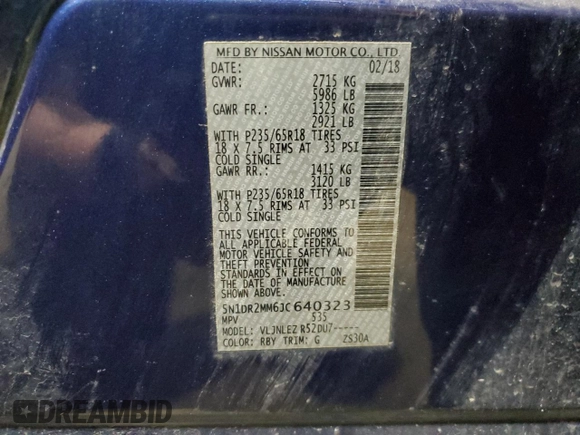 MFD BY NISSAN MOTOR CO., LTD
DATE: 02/18
GVWR: 2715 KG
5986 LB
GAWR FR.: 1325 KG
2921 LB
WITH P235/65R18 TIRES
18 X 7.5 RIMS AT 33 PSI
COLD SINGLE
GAWR RR.: 1415 KG
3120 LB
WITH P235/65R18 TIRES
18 X 7.5 RIMS AT 33 PSI
COLD SINGLE
THIS VEHICLE CONFORMS TO
ALL APPLICABLE FEDERAL
MOTOR VEHICLE SAFETY AND
THEFT PREVENTION
STANDARDS IN EFFECT ON
THE DATE OF MANUFACTURE
SHOWN ABOVE.
5N1DR2MM6JC640323
MPV 535
MODEL: VLJNLEZ R52DU7-----
COLOR: RBY TRIM: G ZS30A
DREAMBID